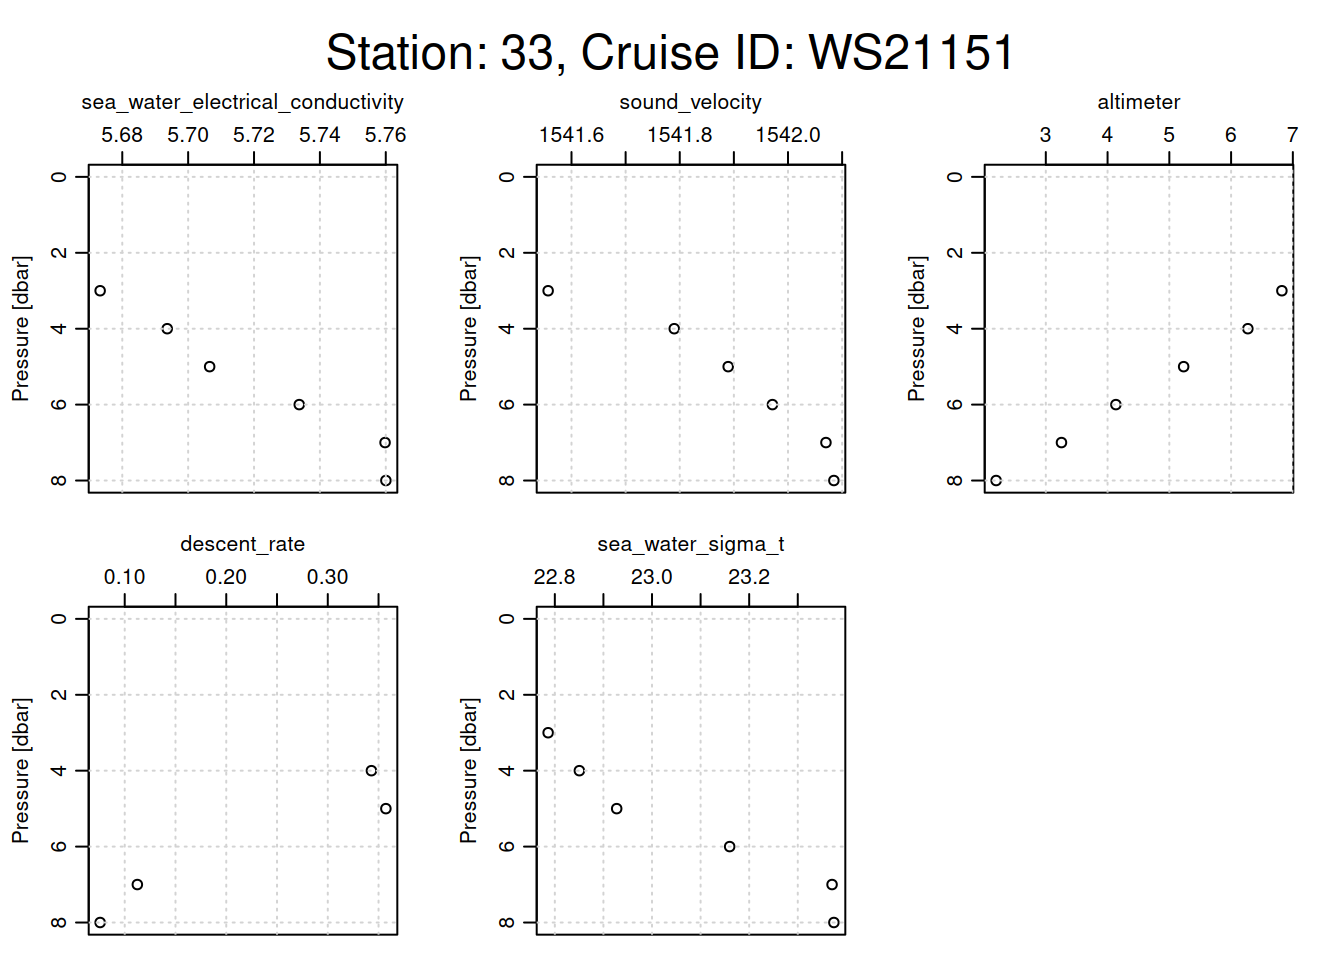 Station: 33, Cruise ID: WS21151
sea_water_electrical_conductivity
5.68 5.70 5.72 5.74 5.76
Pressure [dbar]
0
2
4
6
8
sound_velocity
1541.6 1541.8 1542.0
Pressure [dbar]
0
2
4
6
8
altimeter
3 4 5 6 7
Pressure [dbar]
0
2
4
6
8
descent_rate
0.10 0.20 0.30
Pressure [dbar]
0
2
4
6
8
sea_water_sigma_t
22.8 23.0 23.2
Pressure [dbar]
0
2
4
6
8